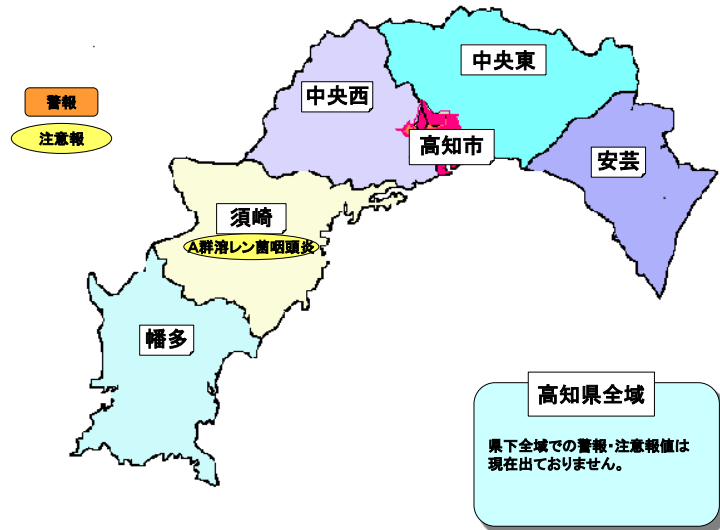 中央東
中央西
警報
注意報
高知市
安芸
須崎
A群溶レン菌咽頭炎
幡多
高知県全域
県下全域での警報・注意報値は
現在出ておりません。